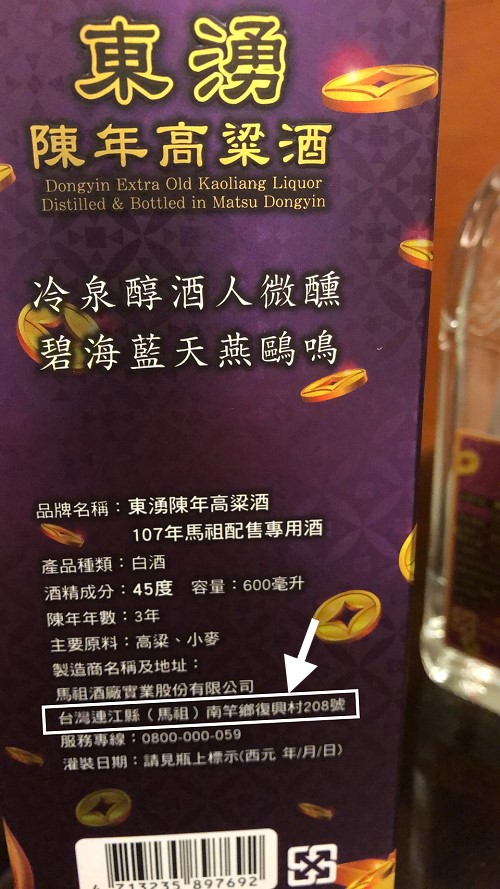 東湧
陳年高粱酒
Dongyin Extra Old Kaoliang Liquor
Distilled & Bottled in Matsu Dongyin
冷泉醇酒人微醺
碧海藍天燕鷗鳴
品牌名稱：東湧陳年高粱酒
107年馬祖配售專用酒
產品種類：白酒
酒精成分：45度 容量：600毫升
陳年年數：3年
主要原料：高粱、小麥
製造商名稱及地址：
馬祖酒廠實業股份有限公司
台灣連江縣（馬祖）南竿鄉復興村208號
服務專線：0800-000-059
灌裝日期：請見瓶上標示(西元 年/月/日)
4 713235 897692